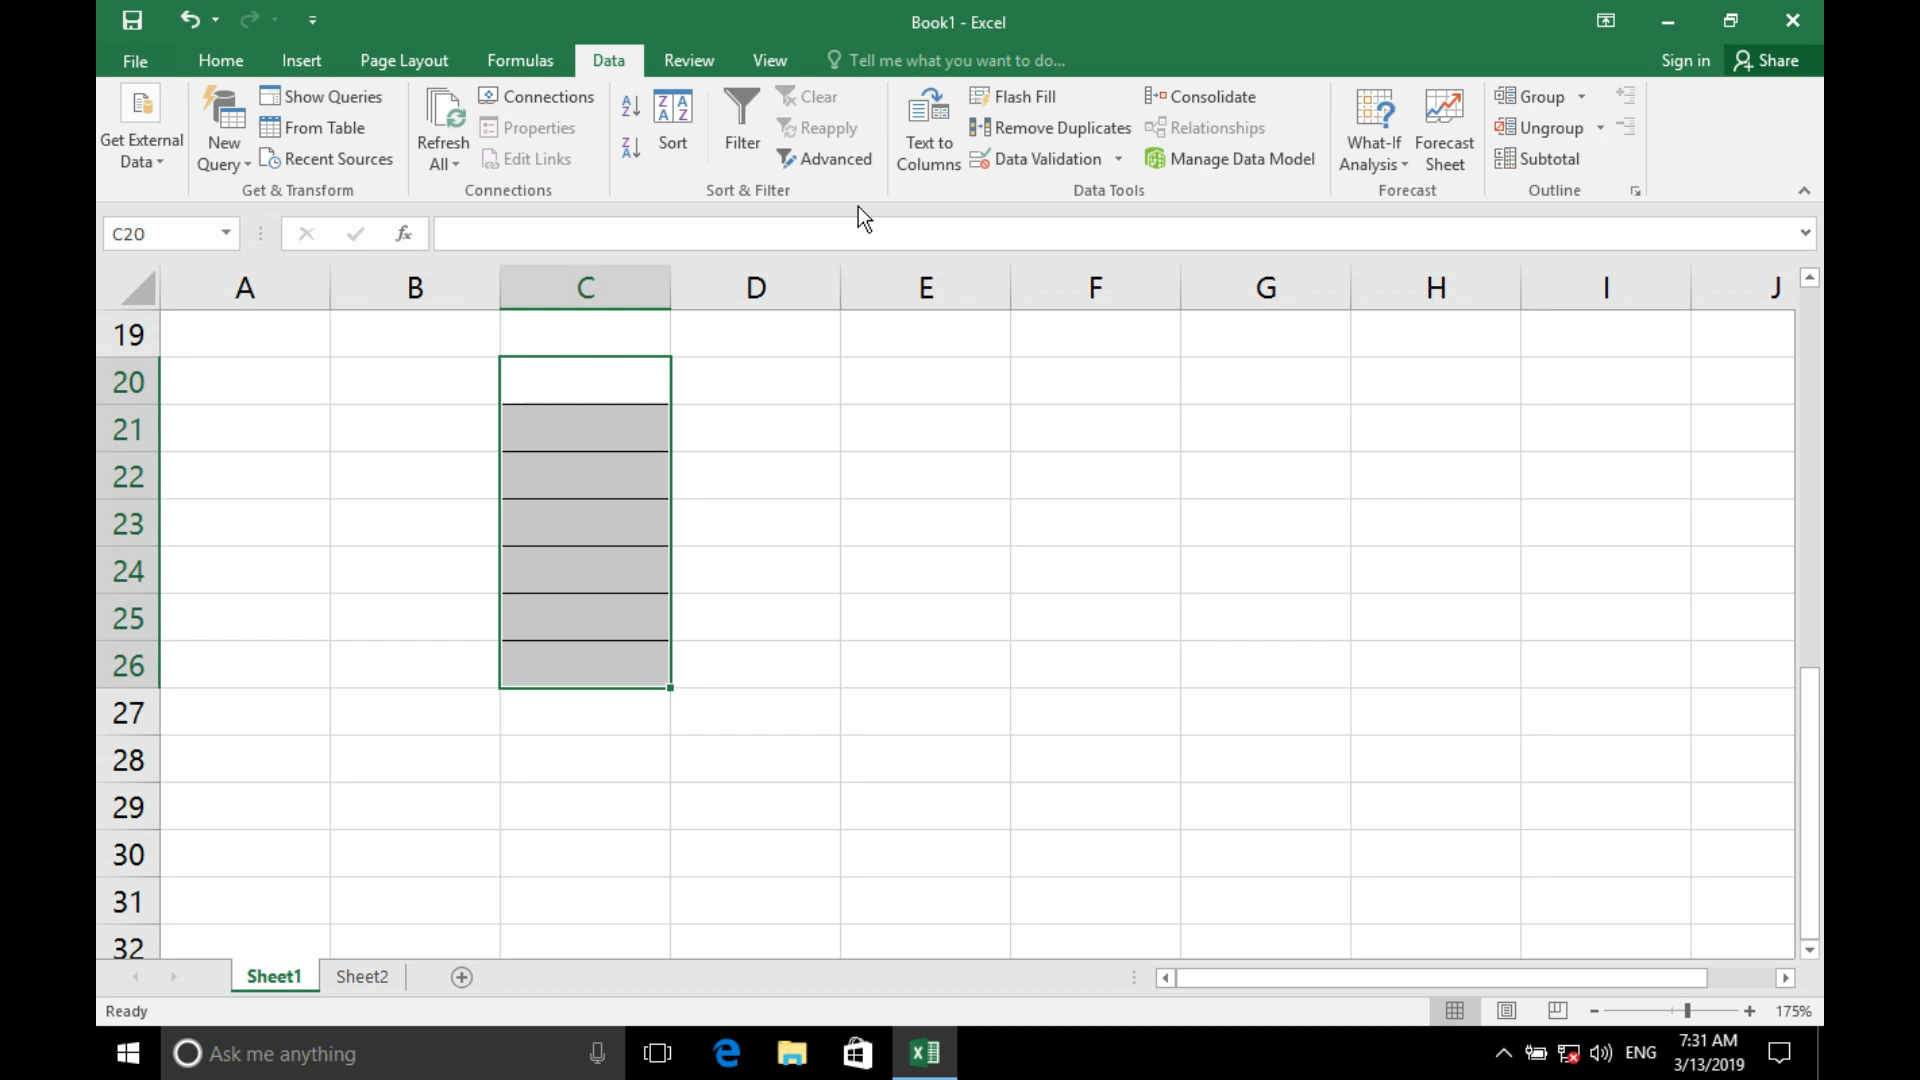 Book1 - Excel
File Home Insert Page Layout Formulas Data Review View Tell me what you want to do... Sign in Share
Get External Data
New Query
Show Queries
From Table
Recent Sources
Get & Transform
Refresh All
Connections
Properties
Edit Links
Connections
Sort
Filter
Clear
Reapply
Advanced
Sort & Filter
Text to Columns
Flash Fill
Remove Duplicates
Data Validation
Consolidate
Relationships
Manage Data Model
Data Tools
What-If Analysis
Forecast Sheet
Forecast
Group
Ungroup
Subtotal
Outline
C20
fx
A B C D E F G H I J
19
20
21
22
23
24
25
26
27
28
29
30
31
32
Sheet1 Sheet2
Ready
175%
Ask me anything
ENG
7:31 AM
3/13/2019